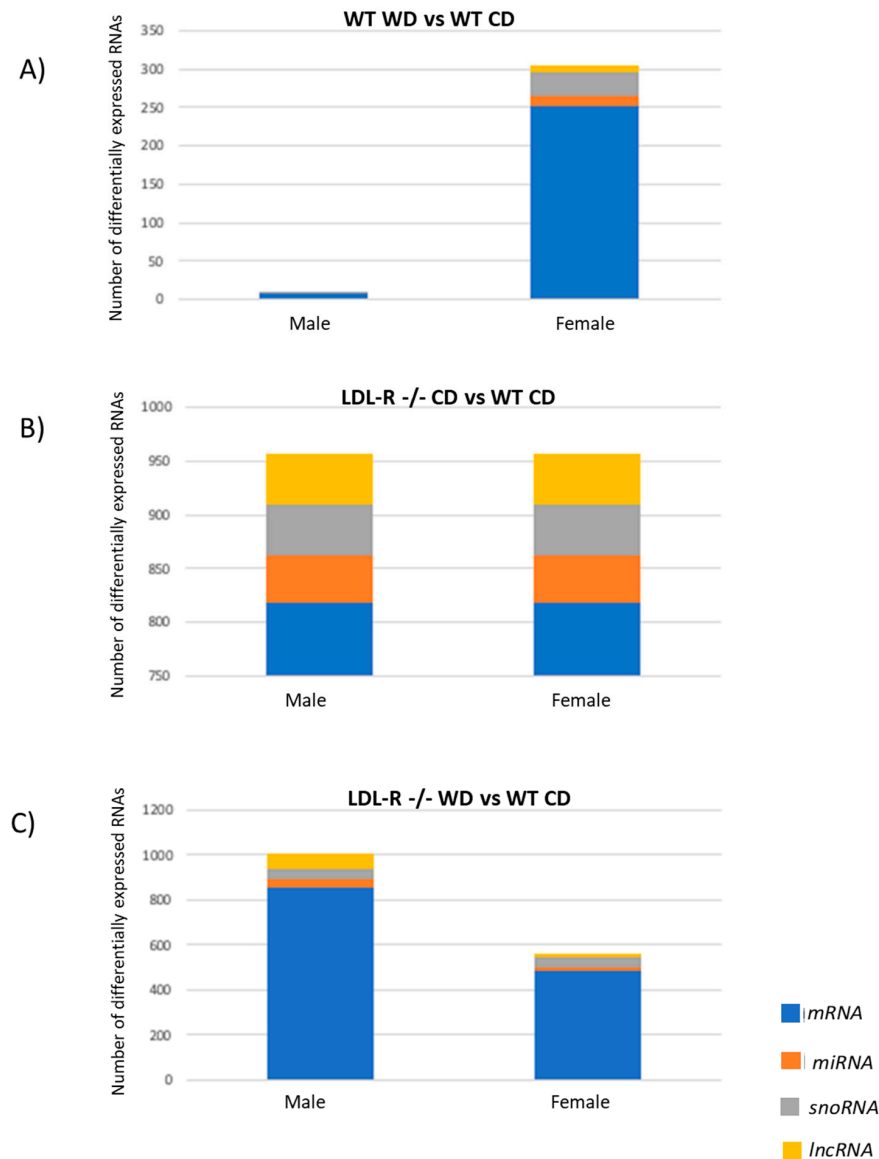 WT WD vs WT CD
A)
Number of differentially expressed RNAs
350
300
250
200
150
100
50
0
Male Female
LDL-R -/- CD vs WT CD
B)
Number of differentially expressed RNAs
1000
950
900
850
800
750
Male Female
LDL-R -/- WD vs WT CD
C)
Number of differentially expressed RNAs
1200
1000
800
600
400
200
0
Male Female
mRNA
miRNA
snoRNA
lncRNA